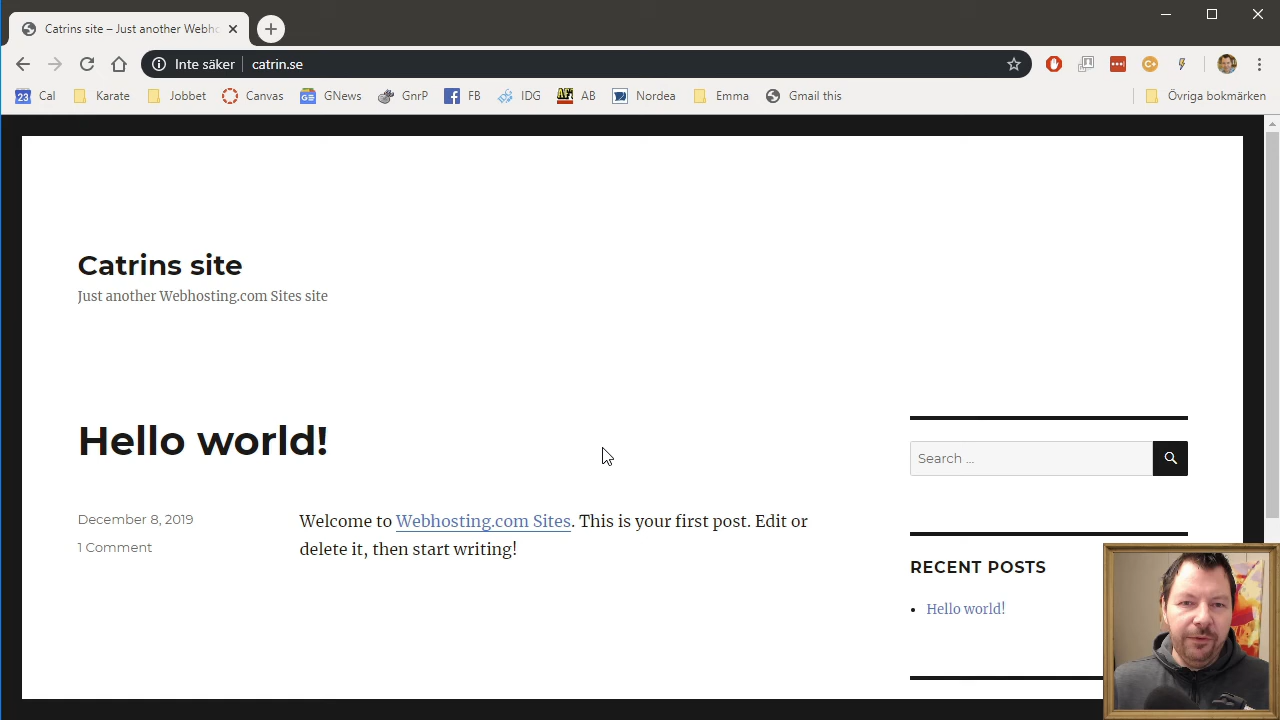 Catrins site – Just another Webho
Inte säker catrin.se
23 Cal Karate Jobbet Canvas GNews GnrP FB IDG AB Nordea Emma Gmail this Övriga bokmärken
Catrins site
Just another Webhosting.com Sites site
Hello world!
Search ...
December 8, 2019
1 Comment
Welcome to Webhosting.com Sites. This is your first post. Edit or
delete it, then start writing!
RECENT POSTS
Hello world!